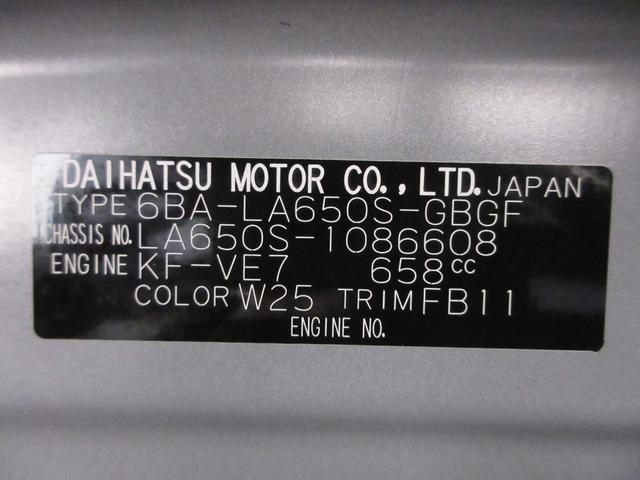 DAIHATSU MOTOR CO., LTD. JAPAN
TYPE 6BA-LA650S-GBGF
CHASSIS NO. LA650S-1086608
ENGINE KF-VE7 658cc
COLOR W25 TRIM FB11
ENGINE NO.